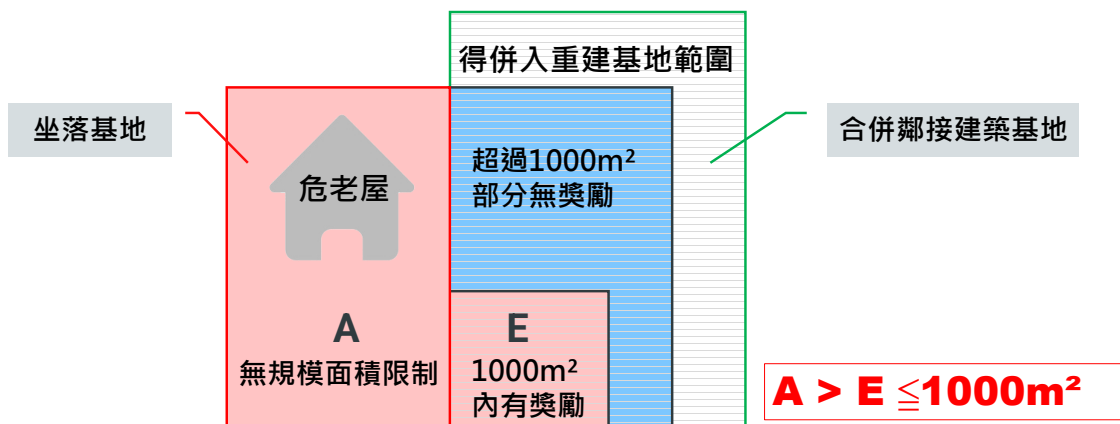 得併入重建基地範圍
坐落基地
合併鄰接建築基地
危老屋
超過1000m²
部分無獎勵
A
無規模面積限制
E
1000m²
內有獎勵
A > E ≦1000m²